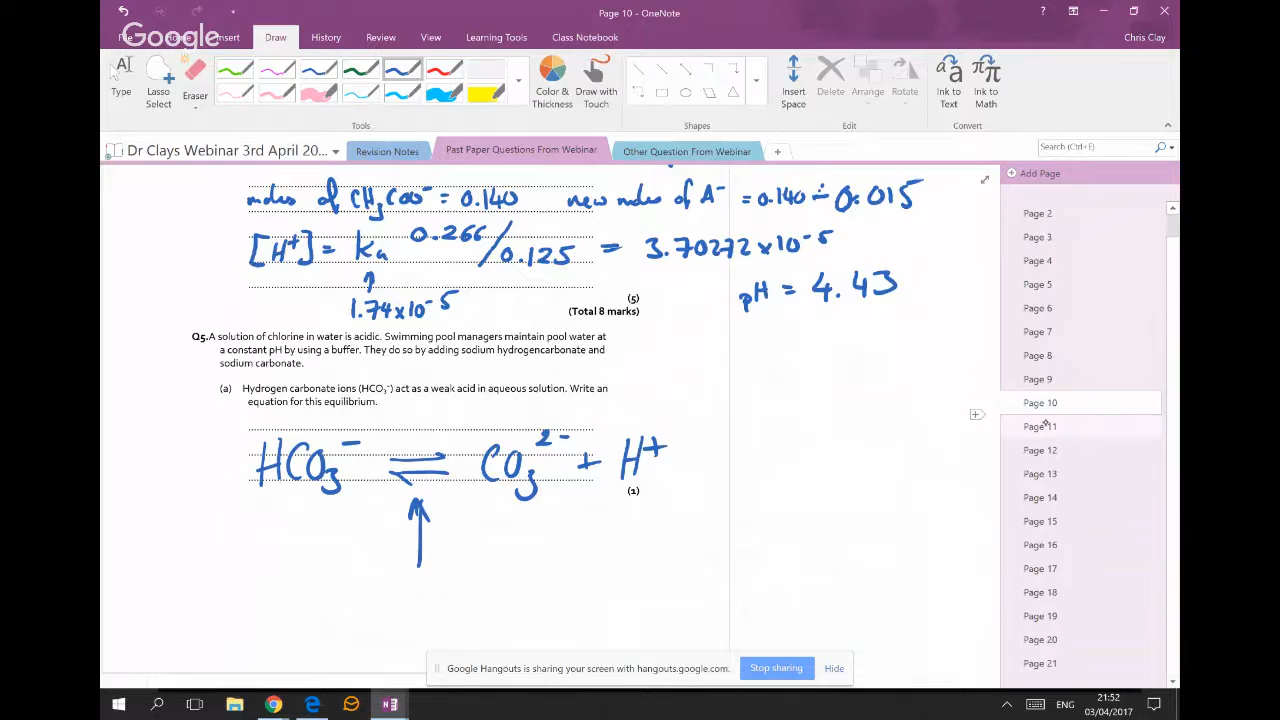 Page 10 - OneNote
Google
Chris Clay
Insert Draw History Review View Learning Tools Class Notebook
Type Lasso Select Eraser Color & Thickness Draw with Touch Insert Space Delete Arrange Rotate Ink to Text Ink to Math
Tools Shapes Edit Convert
Dr Clays Webinar 3rd April 20... Revision Notes Past Paper Questions From Webinar Other Question From Webinar Search (Ctrl+E)
Add Page
moles of CH₃COO⁻ = 0.140 new moles of A⁻ = 0.140 - 0.015
[H⁺] = ka 0.266/0.125 = 3.70272 x 10⁻⁵
1.74x10⁻⁵
pH = 4.43
(5)
(Total 8 marks)
Q5.A solution of chlorine in water is acidic. Swimming pool managers maintain pool water at
a constant pH by using a buffer. They do so by adding sodium hydrogencarbonate and
sodium carbonate.
(a) Hydrogen carbonate ions (HCO₃⁻) act as a weak acid in aqueous solution. Write an
equation for this equilibrium.
HCO₃⁻ ⇌ CO₃²⁻ + H⁺
(1)
Page 2
Page 3
Page 4
Page 5
Page 6
Page 7
Page 8
Page 9
Page 10
Page 11
Page 12
Page 13
Page 14
Page 15
Page 16
Page 17
Page 18
Page 19
Page 20
Page 21
Google Hangouts is sharing your screen with hangouts.google.com. Stop sharing Hide
ENG
21:52
03/04/2017